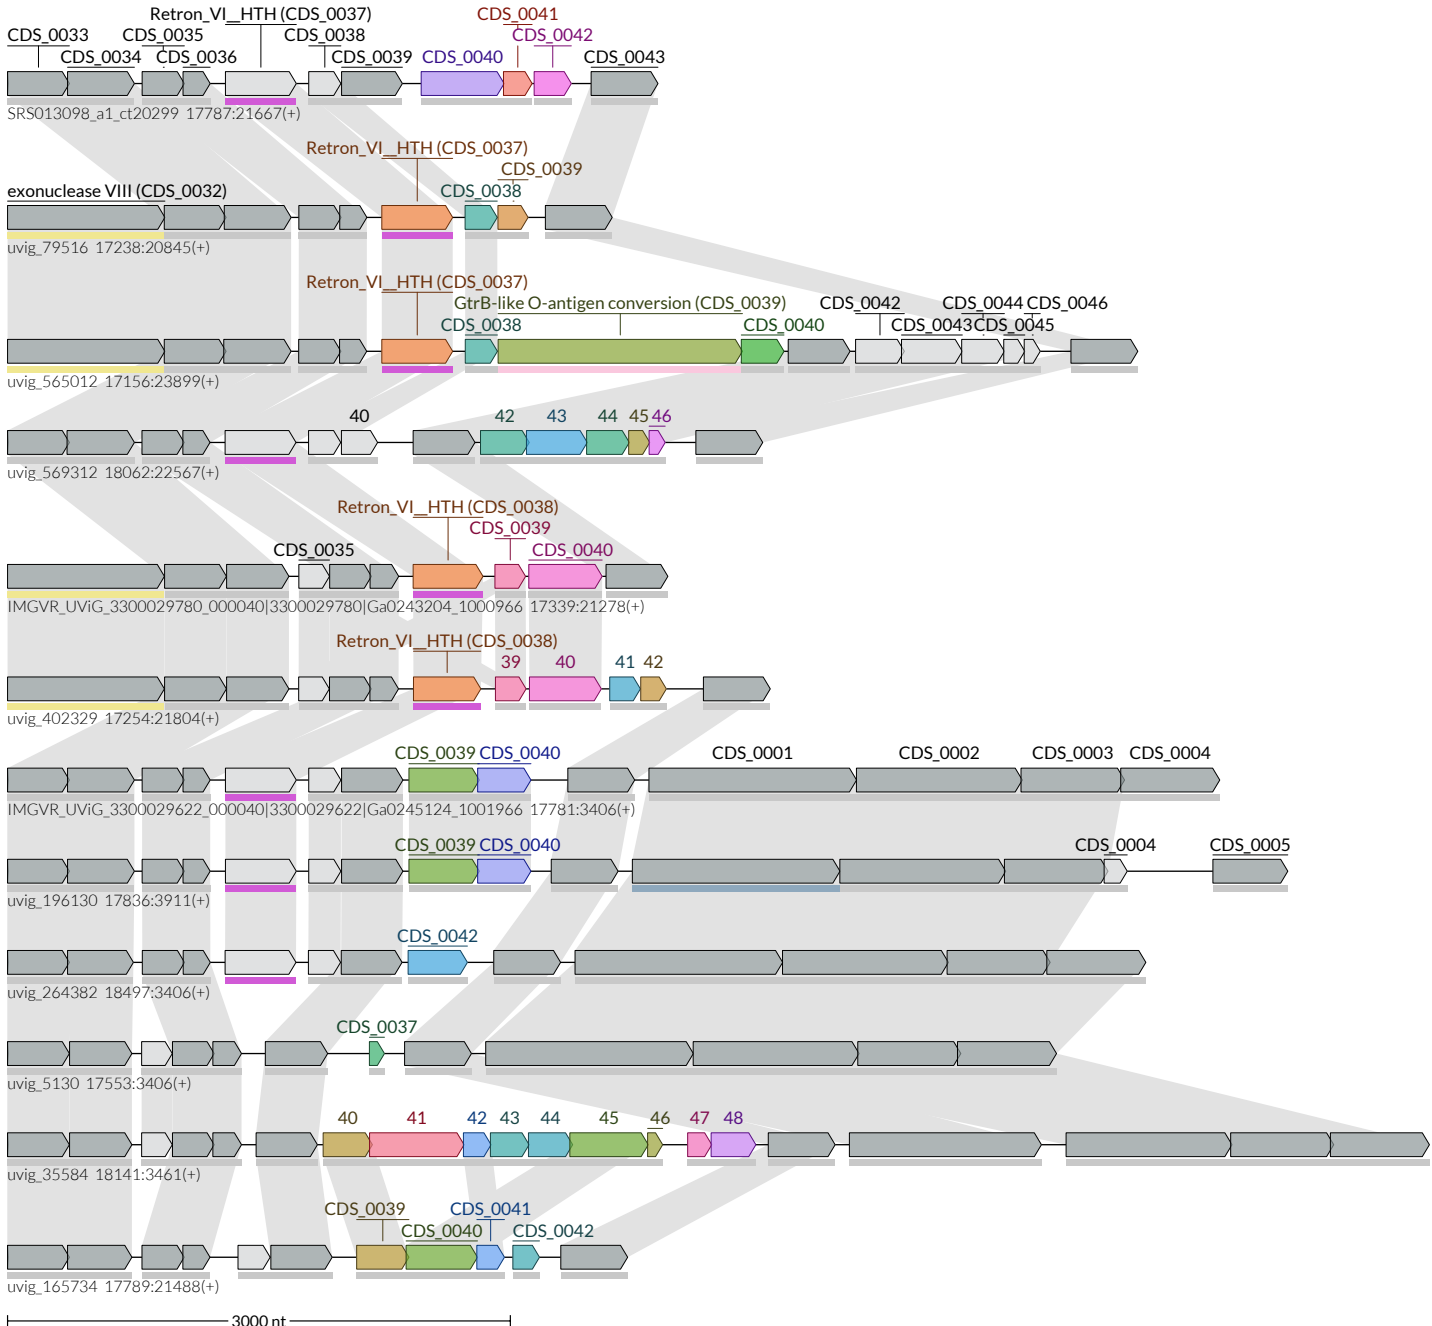 Retron_VI__HTH (CDS_0037) CDS_0041
CDS_0033 CDS_0035 CDS_0038 CDS_0042
CDS_0034 CDS_0036 CDS_0039 CDS_0040 CDS_0043
SRS013098_a1_ct20299 17787:21667(+)
Retron_VI__HTH (CDS_0037)
CDS_0039
exonuclease VIII (CDS_0032) CDS_0038
uvig_79516 17238:20845(+)
Retron_VI__HTH (CDS_0037)
GtrB-like O-antigen conversion (CDS_0039) CDS_0042 CDS_0044 CDS_0046
CDS_0038 CDS_0040 CDS_0043 CDS_0045
uvig_565012 17156:23899(+)
40 42 43 44 45 46
uvig_569312 18062:22567(+)
Retron_VI__HTH (CDS_0038)
CDS_0039
CDS_0035 CDS_0040
IMGVR_UViG_3300029780_000040|3300029780|Ga0243204_1000966 17339:21278(+)
Retron_VI__HTH (CDS_0038)
39 40 41 42
uvig_402329 17254:21804(+)
CDS_0039 CDS_0040 CDS_0001 CDS_0002 CDS_0003 CDS_0004
IMGVR_UViG_3300029622_000040|3300029622|Ga0245124_1001966 17781:3406(+)
CDS_0039 CDS_0040 CDS_0004 CDS_0005
uvig_196130 17836:3911(+)
CDS_0042
uvig_264382 18497:3406(+)
CDS_0037
uvig_5130 17553:3406(+)
40 41 42 43 44 45 46 47 48
uvig_35584 18141:3461(+)
CDS_0039 CDS_0041
CDS_0040 CDS_0042
uvig_165734 17789:21488(+)
3000 nt